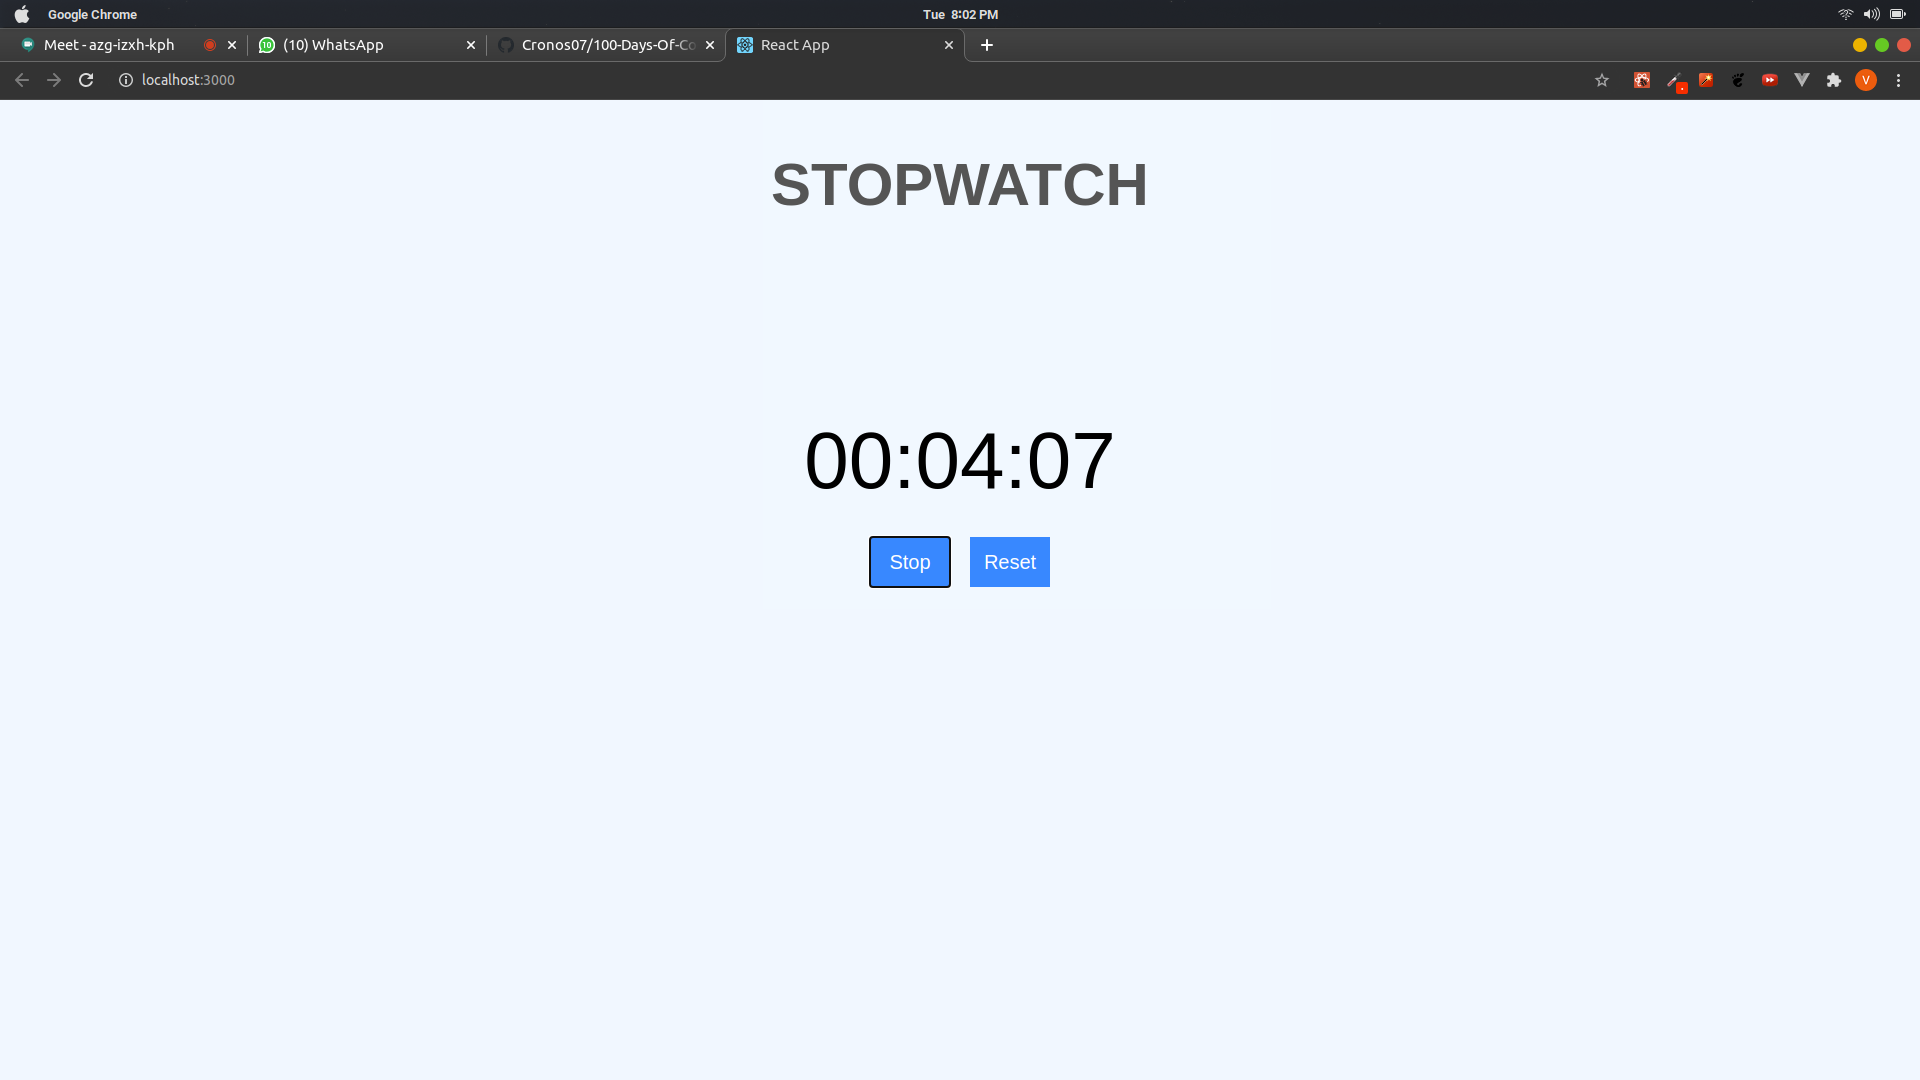 Google Chrome
Tue 8:02 PM
Meet - azg-izxh-kph
(10) WhatsApp
Cronos07/100-Days-Of-Co
React App
localhost:3000
V
STOPWATCH
00:04:07
Stop
Reset